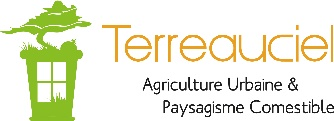 Terreauciel
Agriculture Urbaine &
Paysagisme Comestible